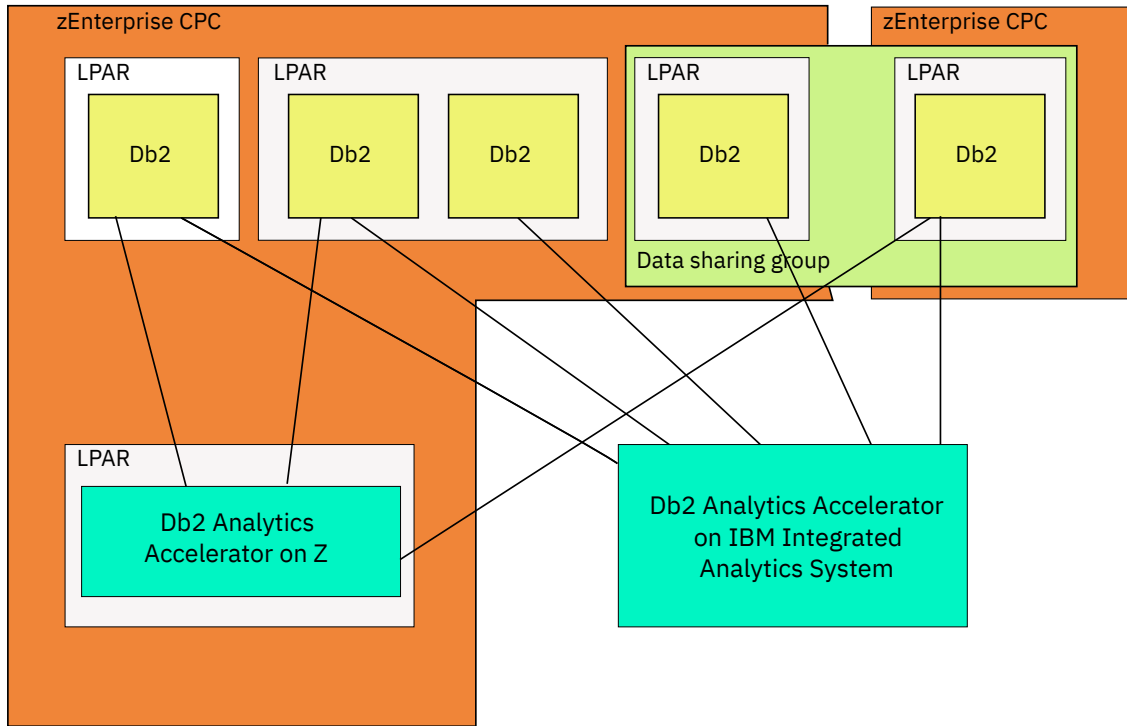 zEnterprise CPC
zEnterprise CPC
LPAR
LPAR
LPAR
LPAR
Db2
Db2
Db2
Db2
Db2
Data sharing group
LPAR
Db2 Analytics
Accelerator on Z
Db2 Analytics Accelerator
on IBM Integrated
Analytics System